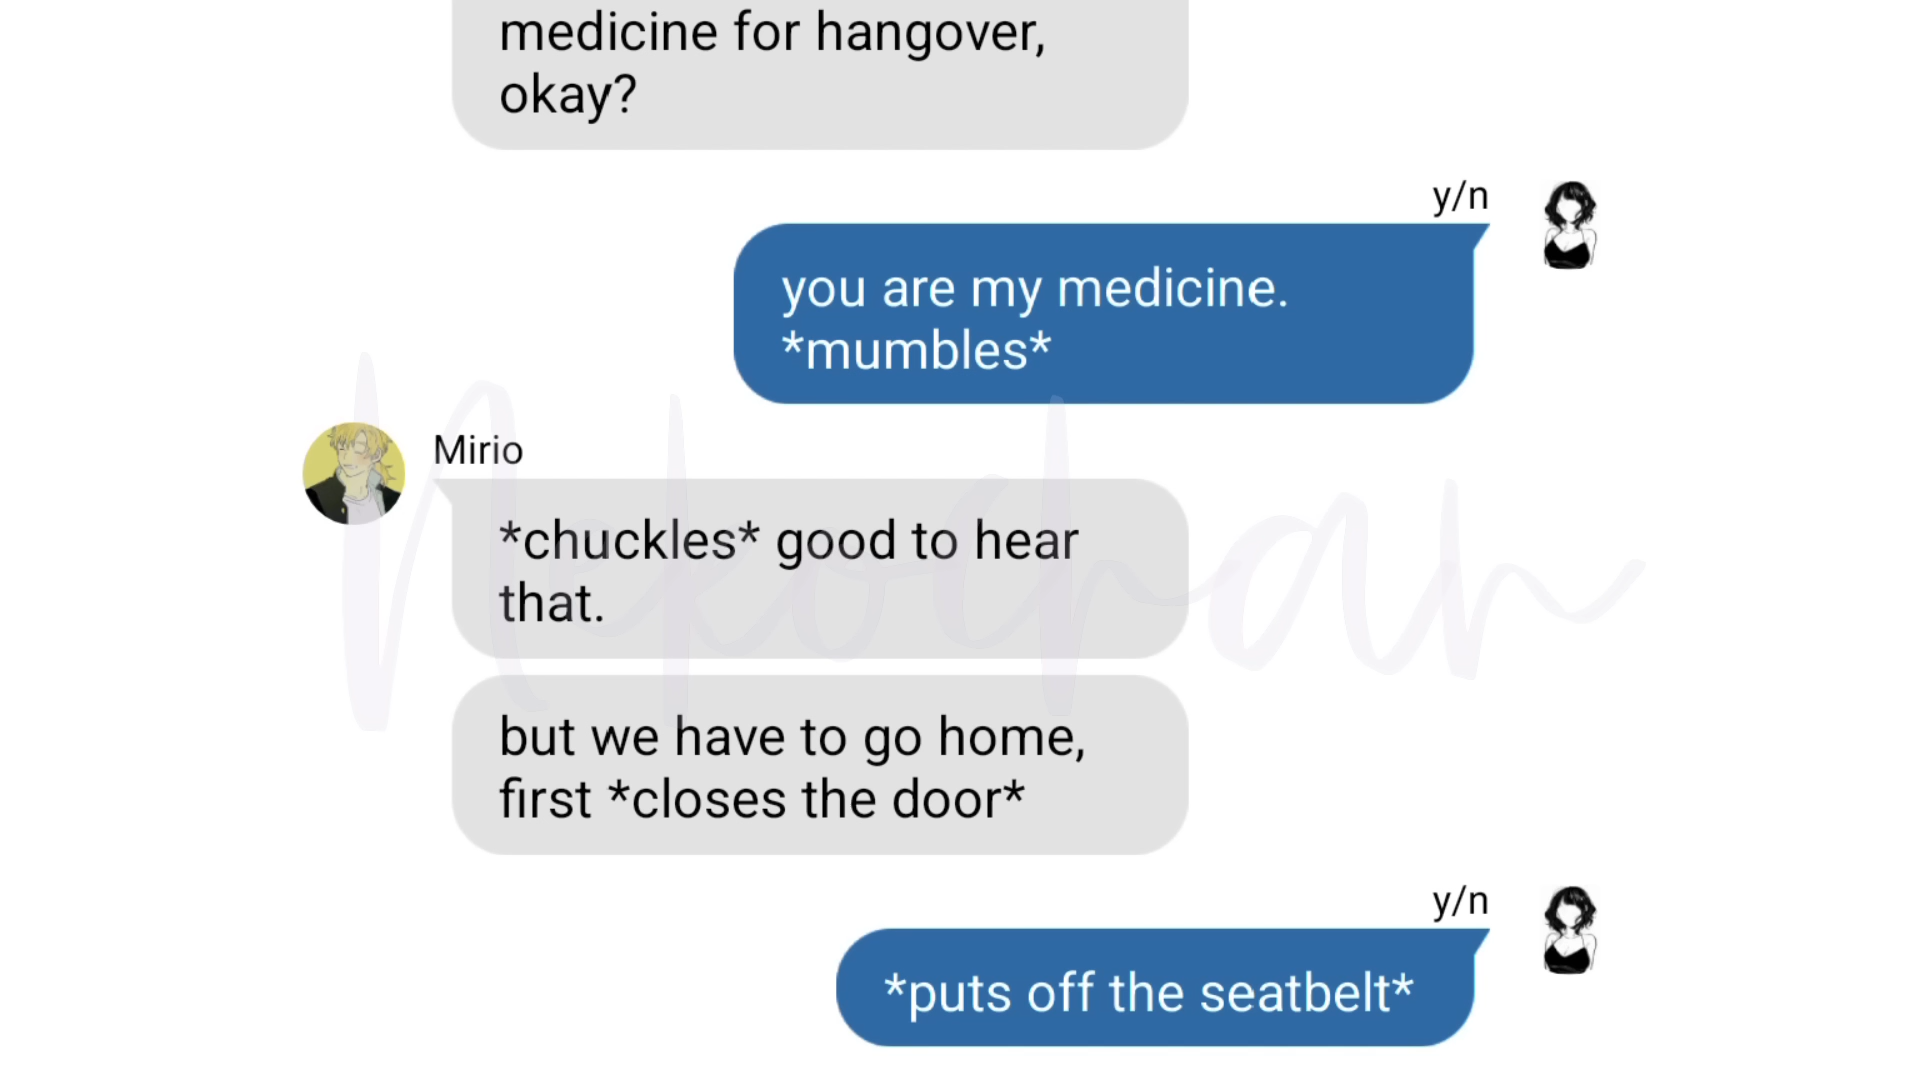 medicine for hangover,
okay?
y/n
you are my medicine.
*mumbles*
Mirio
*chuckles* good to hear
that.
Nekochan
but we have to go home,
first *closes the door*
y/n
*puts off the seatbelt*